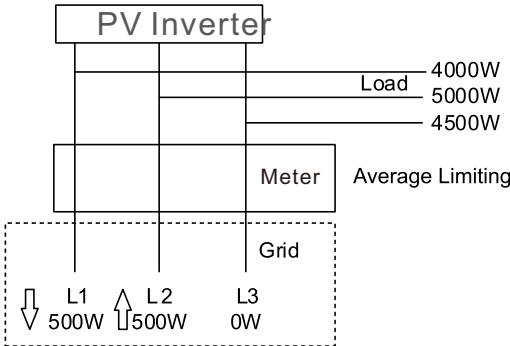 PV Inverter
4000W
Load
5000W
4500W
Meter
Average Limiting
Grid
L1 L2 L3
500W 500W 0W